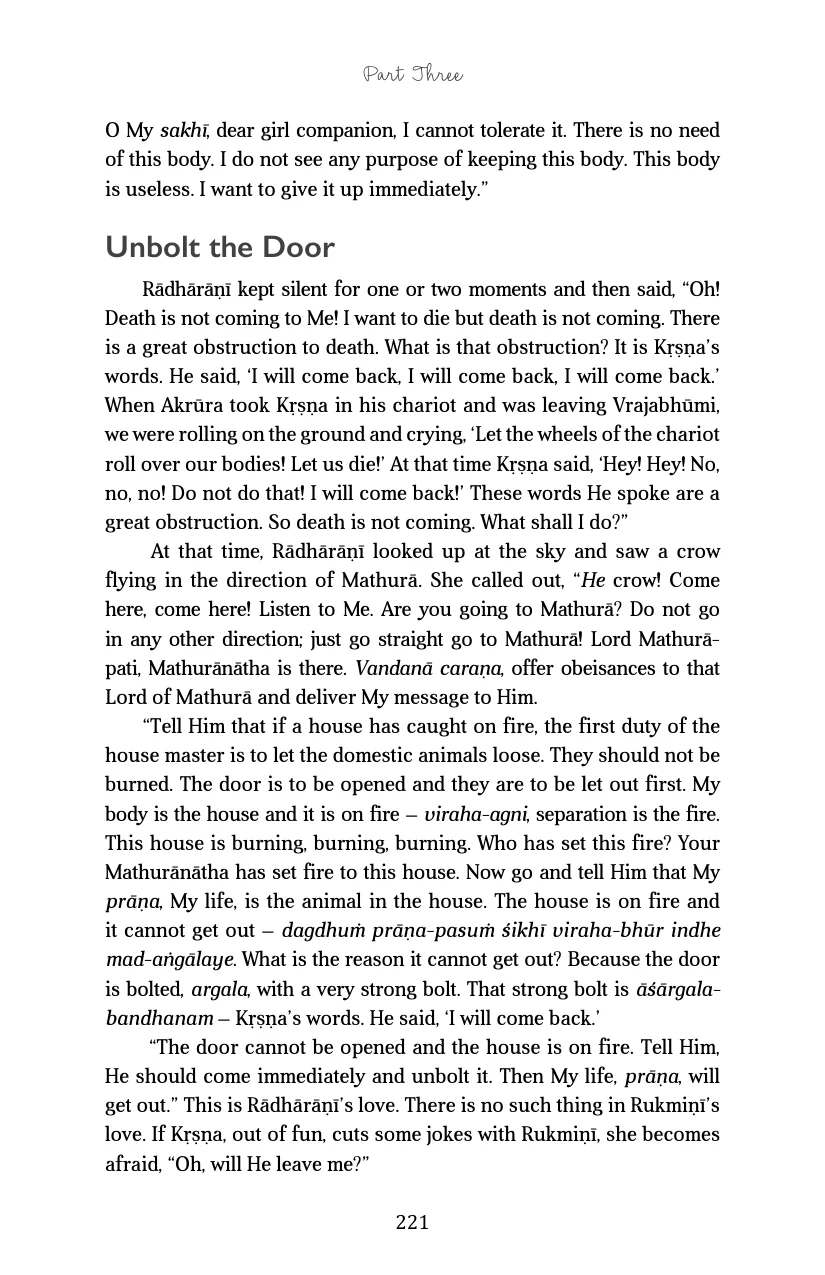 Part Three
O My sakhī, dear girl companion, I cannot tolerate it. There is no need
of this body. I do not see any purpose of keeping this body. This body
is useless. I want to give it up immediately.”
Unbolt the Door
Rādhārāṇī kept silent for one or two moments and then said, “Oh!
Death is not coming to Me! I want to die but death is not coming. There
is a great obstruction to death. What is that obstruction? It is Kṛṣṇa’s
words. He said, ‘I will come back, I will come back, I will come back.’
When Akrūra took Kṛṣṇa in his chariot and was leaving Vrajabhūmi,
we were rolling on the ground and crying, ‘Let the wheels of the chariot
roll over our bodies! Let us die!’ At that time Kṛṣṇa said, ‘Hey! Hey! No,
no, no! Do not do that! I will come back!’ These words He spoke are a
great obstruction. So death is not coming. What shall I do?”
At that time, Rādhārāṇī looked up at the sky and saw a crow
flying in the direction of Mathurā. She called out, “He crow! Come
here, come here! Listen to Me. Are you going to Mathurā? Do not go
in any other direction; just go straight go to Mathurā! Lord Mathurā-
pati, Mathurānātha is there. Vandanā caraṇa, offer obeisances to that
Lord of Mathurā and deliver My message to Him.
“Tell Him that if a house has caught on fire, the first duty of the
house master is to let the domestic animals loose. They should not be
burned. The door is to be opened and they are to be let out first. My
body is the house and it is on fire – viraha-agni, separation is the fire.
This house is burning, burning, burning. Who has set this fire? Your
Mathurānātha has set fire to this house. Now go and tell Him that My
prāṇa, My life, is the animal in the house. The house is on fire and
it cannot get out – dagdhuṁ prāṇa-pasuṁ śikhī viraha-bhūr indhe
mad-aṅgālaye. What is the reason it cannot get out? Because the door
is bolted, argala, with a very strong bolt. That strong bolt is āśārgala-
bandhanam – Kṛṣṇa’s words. He said, ‘I will come back.’
“The door cannot be opened and the house is on fire. Tell Him,
He should come immediately and unbolt it. Then My life, prāṇa, will
get out.” This is Rādhārāṇī’s love. There is no such thing in Rukmiṇī’s
love. If Kṛṣṇa, out of fun, cuts some jokes with Rukmiṇī, she becomes
afraid, “Oh, will He leave me?”
221